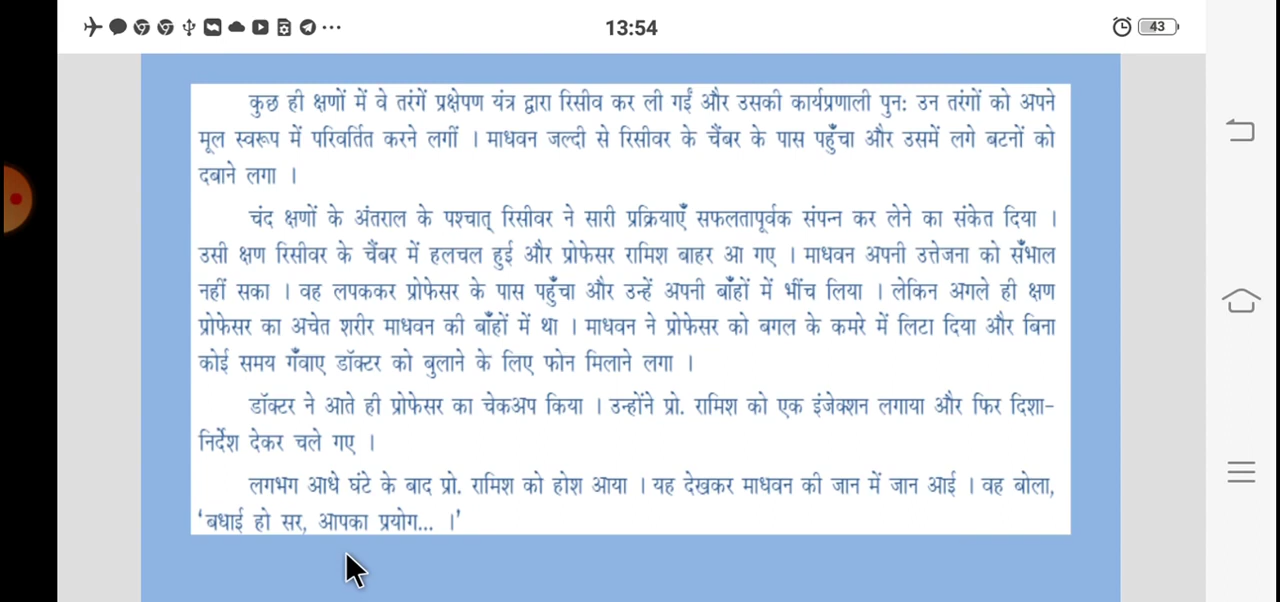 13:54
43
कुछ ही क्षणों में वे तरंगें प्रक्षेपण यंत्र द्वारा रिसीव कर ली गईं और उसकी कार्यप्रणाली पुन: उन तरंगों को अपने
मूल स्वरूप में परिवर्तित करने लगीं । माधवन जल्दी से रिसीवर के चैंबर के पास पहुँचा और उसमें लगे बटनों को
दबाने लगा ।
चंद क्षणों के अंतराल के पश्चात् रिसीवर ने सारी प्रक्रियाएँ सफलतापूर्वक संपन्न कर लेने का संकेत दिया ।
उसी क्षण रिसीवर के चैंबर में हलचल हुई और प्रोफेसर रामिश बाहर आ गए । माधवन अपनी उत्तेजना को सँभाल
नहीं सका । वह लपककर प्रोफेसर के पास पहुँचा और उन्हें अपनी बाँहों में भींच लिया । लेकिन अगले ही क्षण
प्रोफेसर का अचेत शरीर माधवन की बाँहों में था । माधवन ने प्रोफेसर को बगल के कमरे में लिटा दिया और बिना
कोई समय गँवाए डॉक्टर को बुलाने के लिए फोन मिलाने लगा ।
डॉक्टर ने आते ही प्रोफेसर का चेकअप किया । उन्होंने प्रो. रामिश को एक इंजेक्शन लगाया और फिर दिशा-
निर्देश देकर चले गए ।
लगभग आधे घंटे के बाद प्रो. रामिश को होश आया । यह देखकर माधवन की जान में जान आई । वह बोला,
‘बधाई हो सर, आपका प्रयोग... ।’